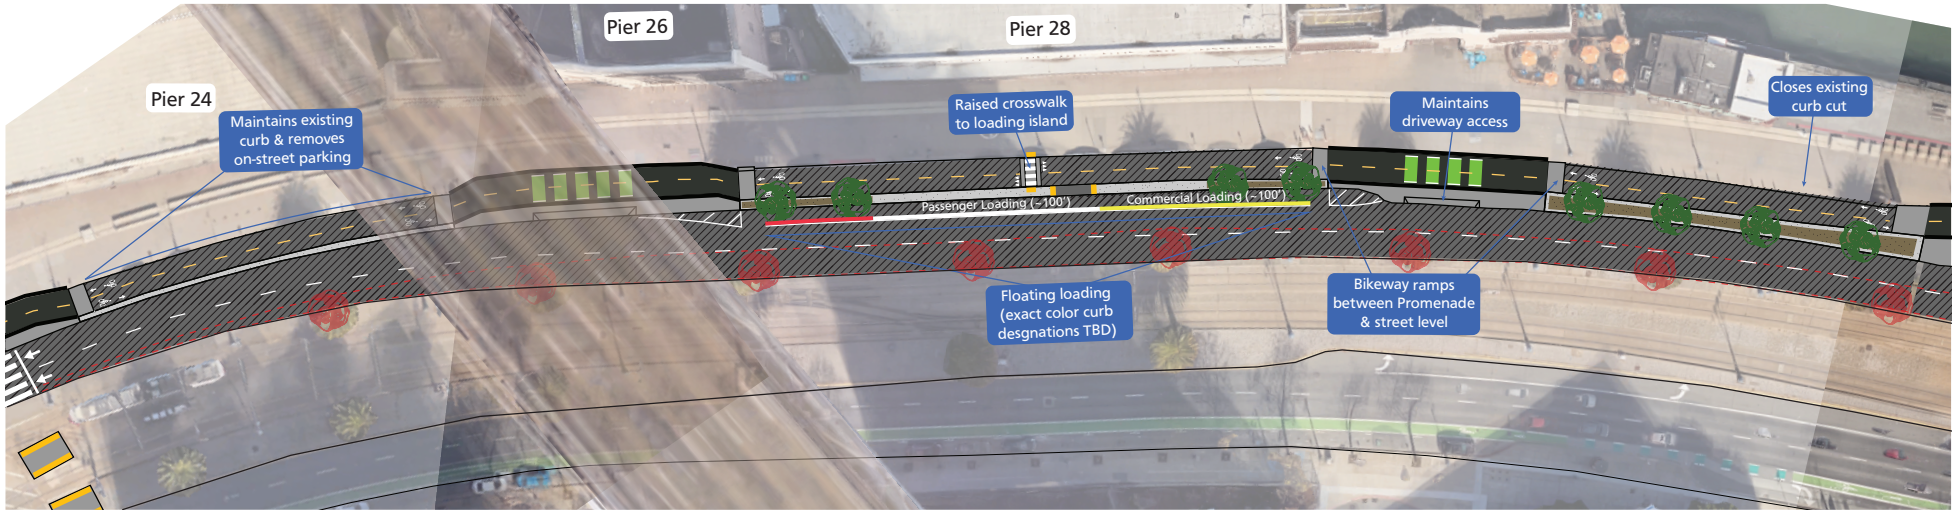 Pier 26
Pier 28
Pier 24
Maintains existing
curb & removes
on-street parking
Raised crosswalk
to loading island
Maintains
driveway access
Closes existing
curb cut
Passenger Loading (~100')
Commercial Loading (~100')
Floating loading
(exact color curb
desgnations TBD)
Bikeway ramps
between Promenade
& street level